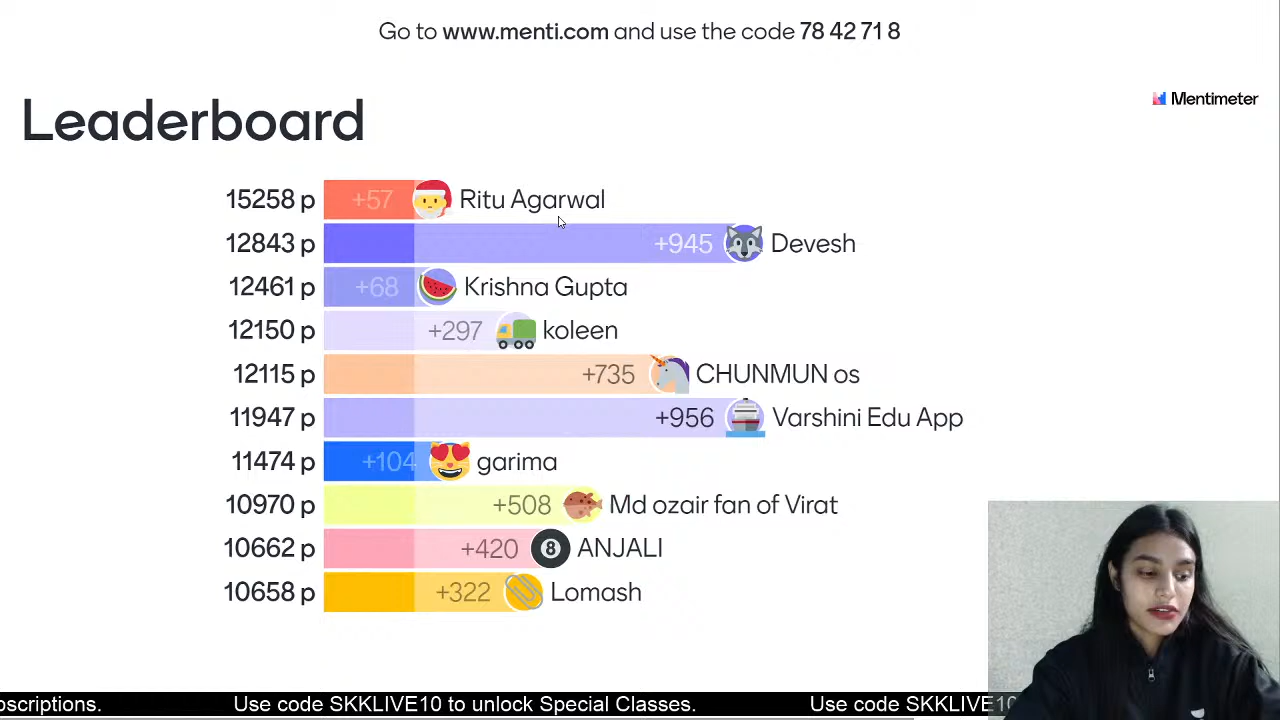 Go to www.menti.com and use the code 78 42 71 8
Mentimeter
Leaderboard
15258 p +57 Ritu Agarwal
12843 p +945 Devesh
12461 p +68 Krishna Gupta
12150 p +297 koleen
12115 p +735 CHUNMUN os
11947 p +956 Varshini Edu App
11474 p +104 garima
10970 p +508 Md ozair fan of Virat
10662 p +420 8 ANJALI
10658 p +322 Lomash
oscriptions. Use code SKKLIVE10 to unlock Special Classes. Use code SKKLIVE10